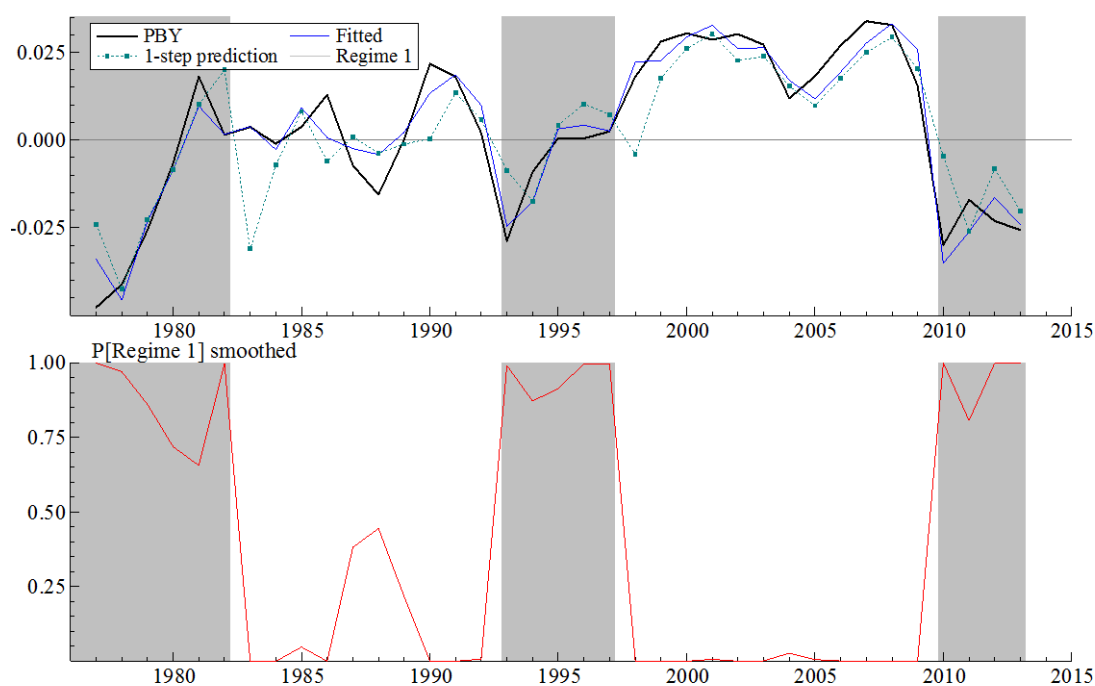 PBY Fitted
1-step prediction Regime 1
0.025
0.000
-0.025
1980 1985 1990 1995 2000 2005 2010 2015
P[Regime 1] smoothed
1.00
0.75
0.50
0.25
1980 1985 1990 1995 2000 2005 2010 2015